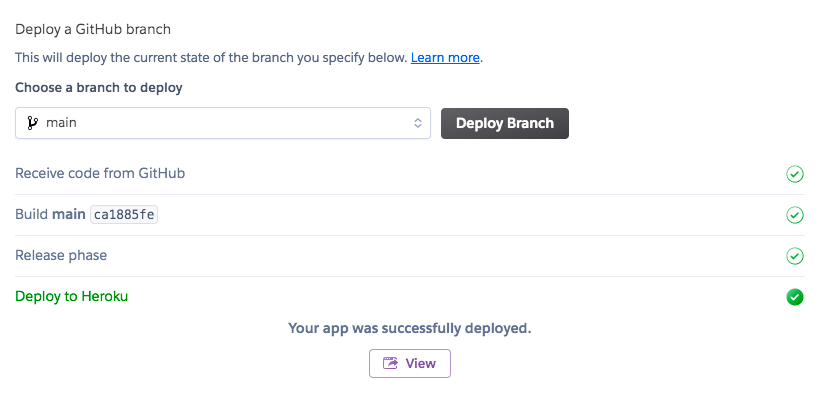 Deploy a GitHub branch
This will deploy the current state of the branch you specify below. Learn more.
Choose a branch to deploy
main Deploy Branch
Receive code from GitHub
Build main ca1885fe
Release phase
Deploy to Heroku
Your app was successfully deployed.
View